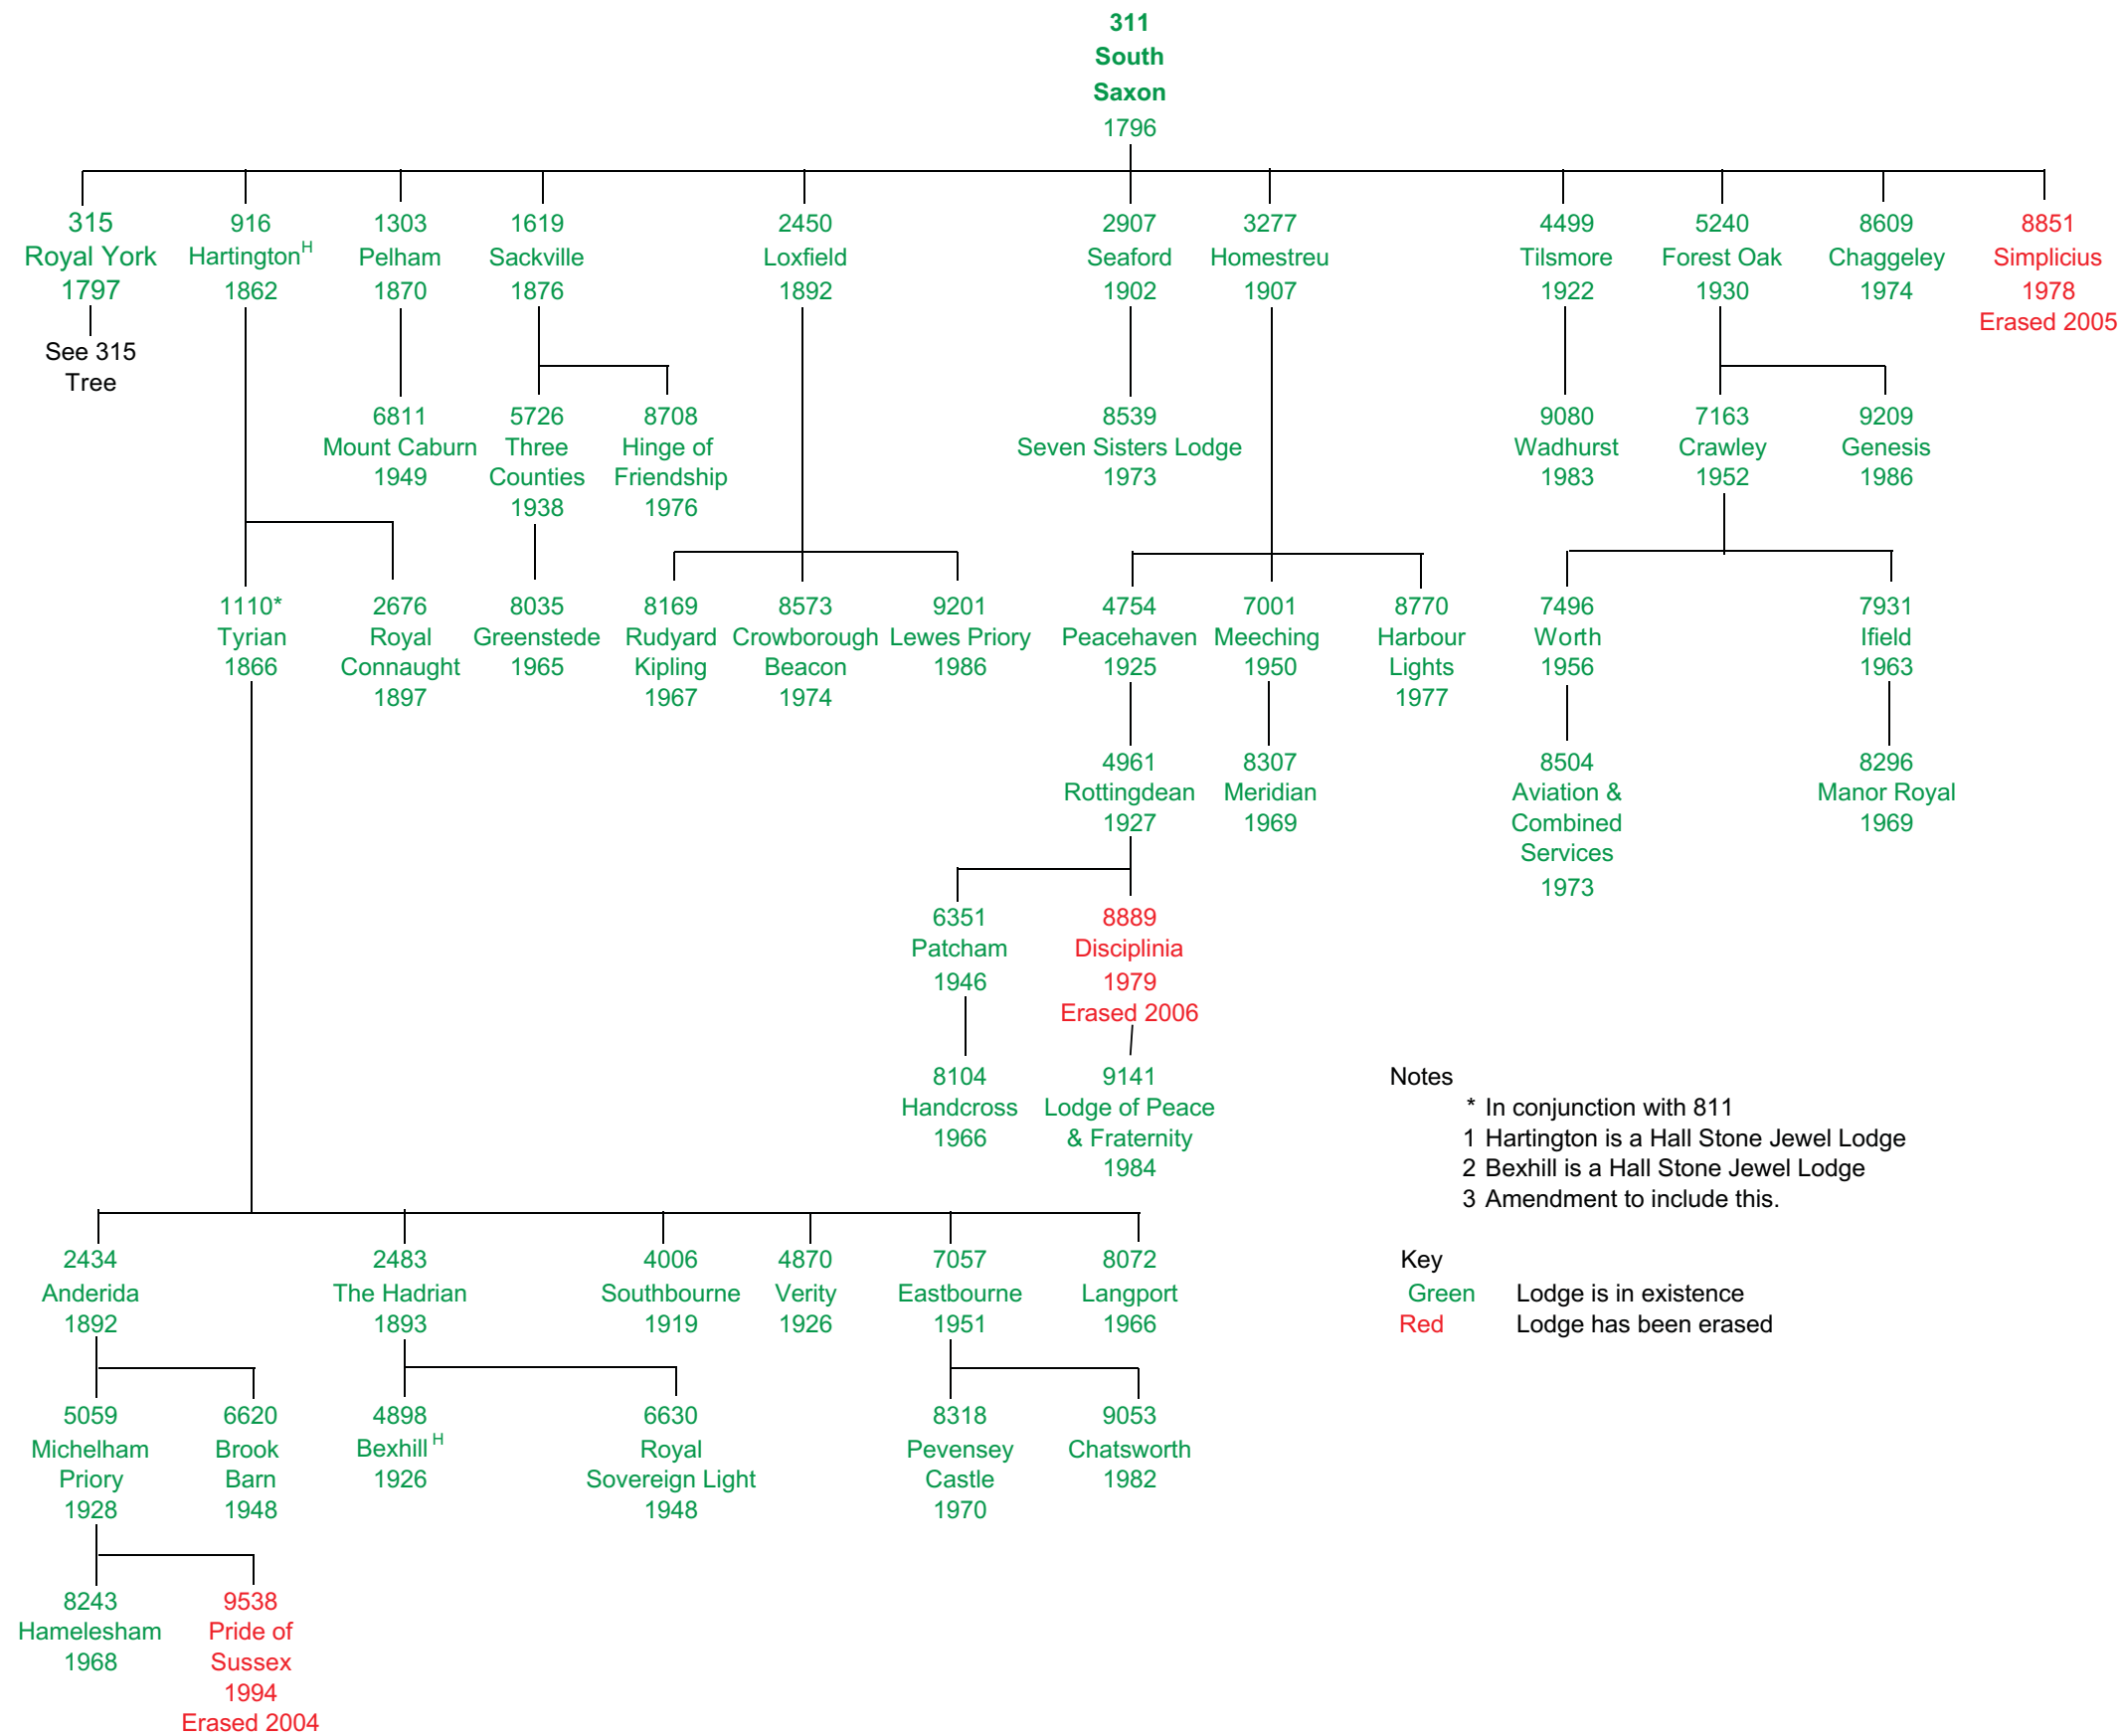 311
South
Saxon
1796
315
Royal York
1797
See 315
Tree
916
Hartington H
1862
1303
Pelham
1870
1619
Sackville
1876
2450
Loxfield
1892
2907
Seaford
1902
3277
Homestreu
1907
4499
Tilsmore
1922
5240
Forest Oak
1930
8609
Chaggeley
1974
8851
Simplicius
1978
Erased 2005
6811
Mount Caburn
1949
5726
Three
Counties
1938
8708
Hinge of
Friendship
1976
8539
Seven Sisters Lodge
1973
9080
Wadhurst
1983
7163
Crawley
1952
9209
Genesis
1986
1110*
Tyrian
1866
2676
Royal
Connaught
1897
8035
Greenstede
1965
8169
Rudyard
Kipling
1967
8573
Crowborough
Beacon
1974
9201
Lewes Priory
1986
4754
Peacehaven
1925
7001
Meeching
1950
8770
Harbour
Lights
1977
7496
Worth
1956
7931
Ifield
1963
4961
Rottingdean
1927
8307
Meridian
1969
8504
Aviation &
Combined
Services
1973
8296
Manor Royal
1969
6351
Patcham
1946
8889
Disciplinia
1979
Erased 2006
8104
Handcross
1966
9141
Lodge of Peace
& Fraternity
1984
Notes
* In conjunction with 811
1 Hartington is a Hall Stone Jewel Lodge
2 Bexhill is a Hall Stone Jewel Lodge
3 Amendment to include this.
Key
Green Lodge is in existence
Red Lodge has been erased
2434
Anderida
1892
2483
The Hadrian
1893
4006
Southbourne
1919
4870
Verity
1926
7057
Eastbourne
1951
8072
Langport
1966
5059
Michelham
Priory
1928
6620
Brook
Barn
1948
4898
Bexhill H
1926
6630
Royal
Sovereign Light
1948
8318
Pevensey
Castle
1970
9053
Chatsworth
1982
8243
Hamelesham
1968
9538
Pride of
Sussex
1994
Erased 2004